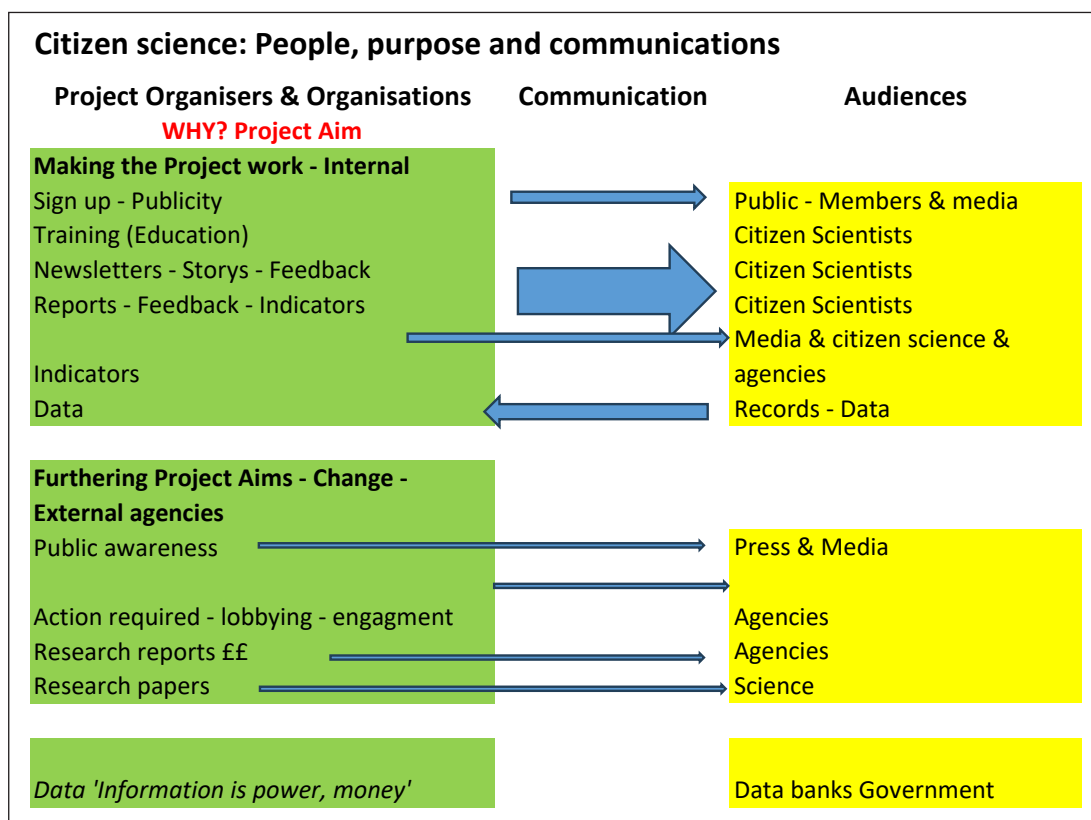 Citizen science: People, purpose and communications
Project Organisers & Organisations Communication Audiences
WHY? Project Aim
Making the Project work - Internal
Sign up - Publicity Public - Members & media
Training (Education) Citizen Scientists
Newsletters - Storys - Feedback Citizen Scientists
Reports - Feedback - Indicators Citizen Scientists
Media & citizen science &
Indicators agencies
Data Records - Data
Furthering Project Aims - Change -
External agencies
Public awareness Press & Media
Action required - lobbying - engagment Agencies
Research reports ££ Agencies
Research papers Science
Data 'Information is power, money' Data banks Government